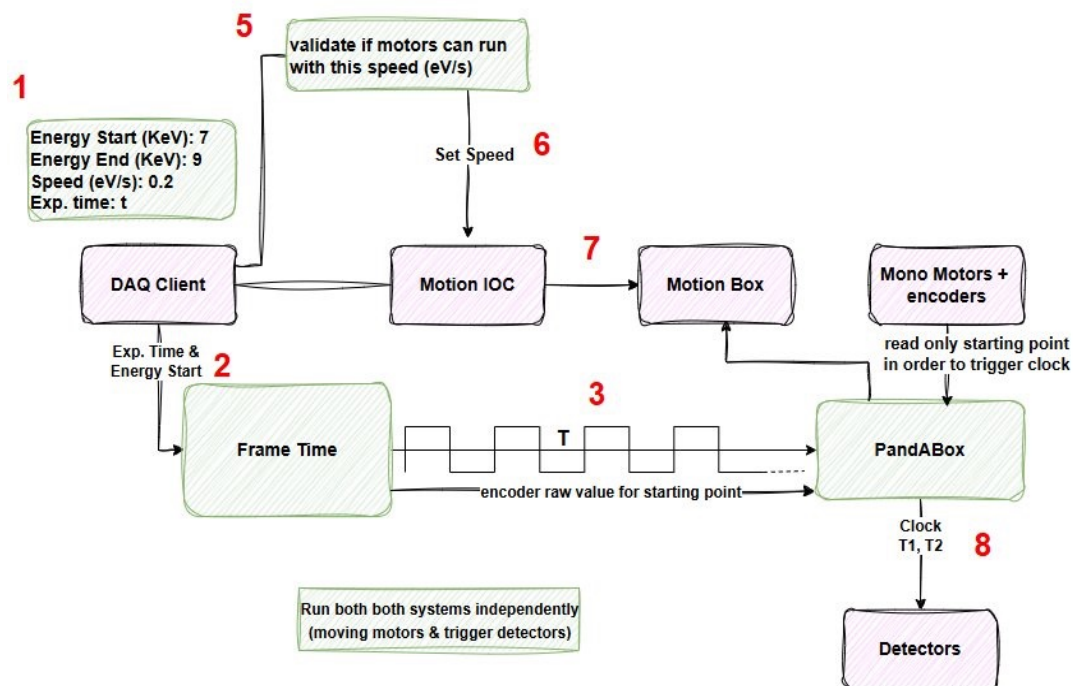 5
validate if motors can run
with this speed (eV/s)
1
Energy Start (KeV): 7
Energy End (KeV): 9
Speed (eV/s): 0.2
Exp. time: t
Set Speed
6
DAQ Client
Motion IOC
7
Motion Box
Mono Motors +
encoders
Exp. Time &
Energy Start
2
read only starting point
in order to trigger clock
Frame Time
3
T
encoder raw value for starting point
PandABox
Clock
T1, T2
8
Run both both systems independently
(moving motors & trigger detectors)
Detectors